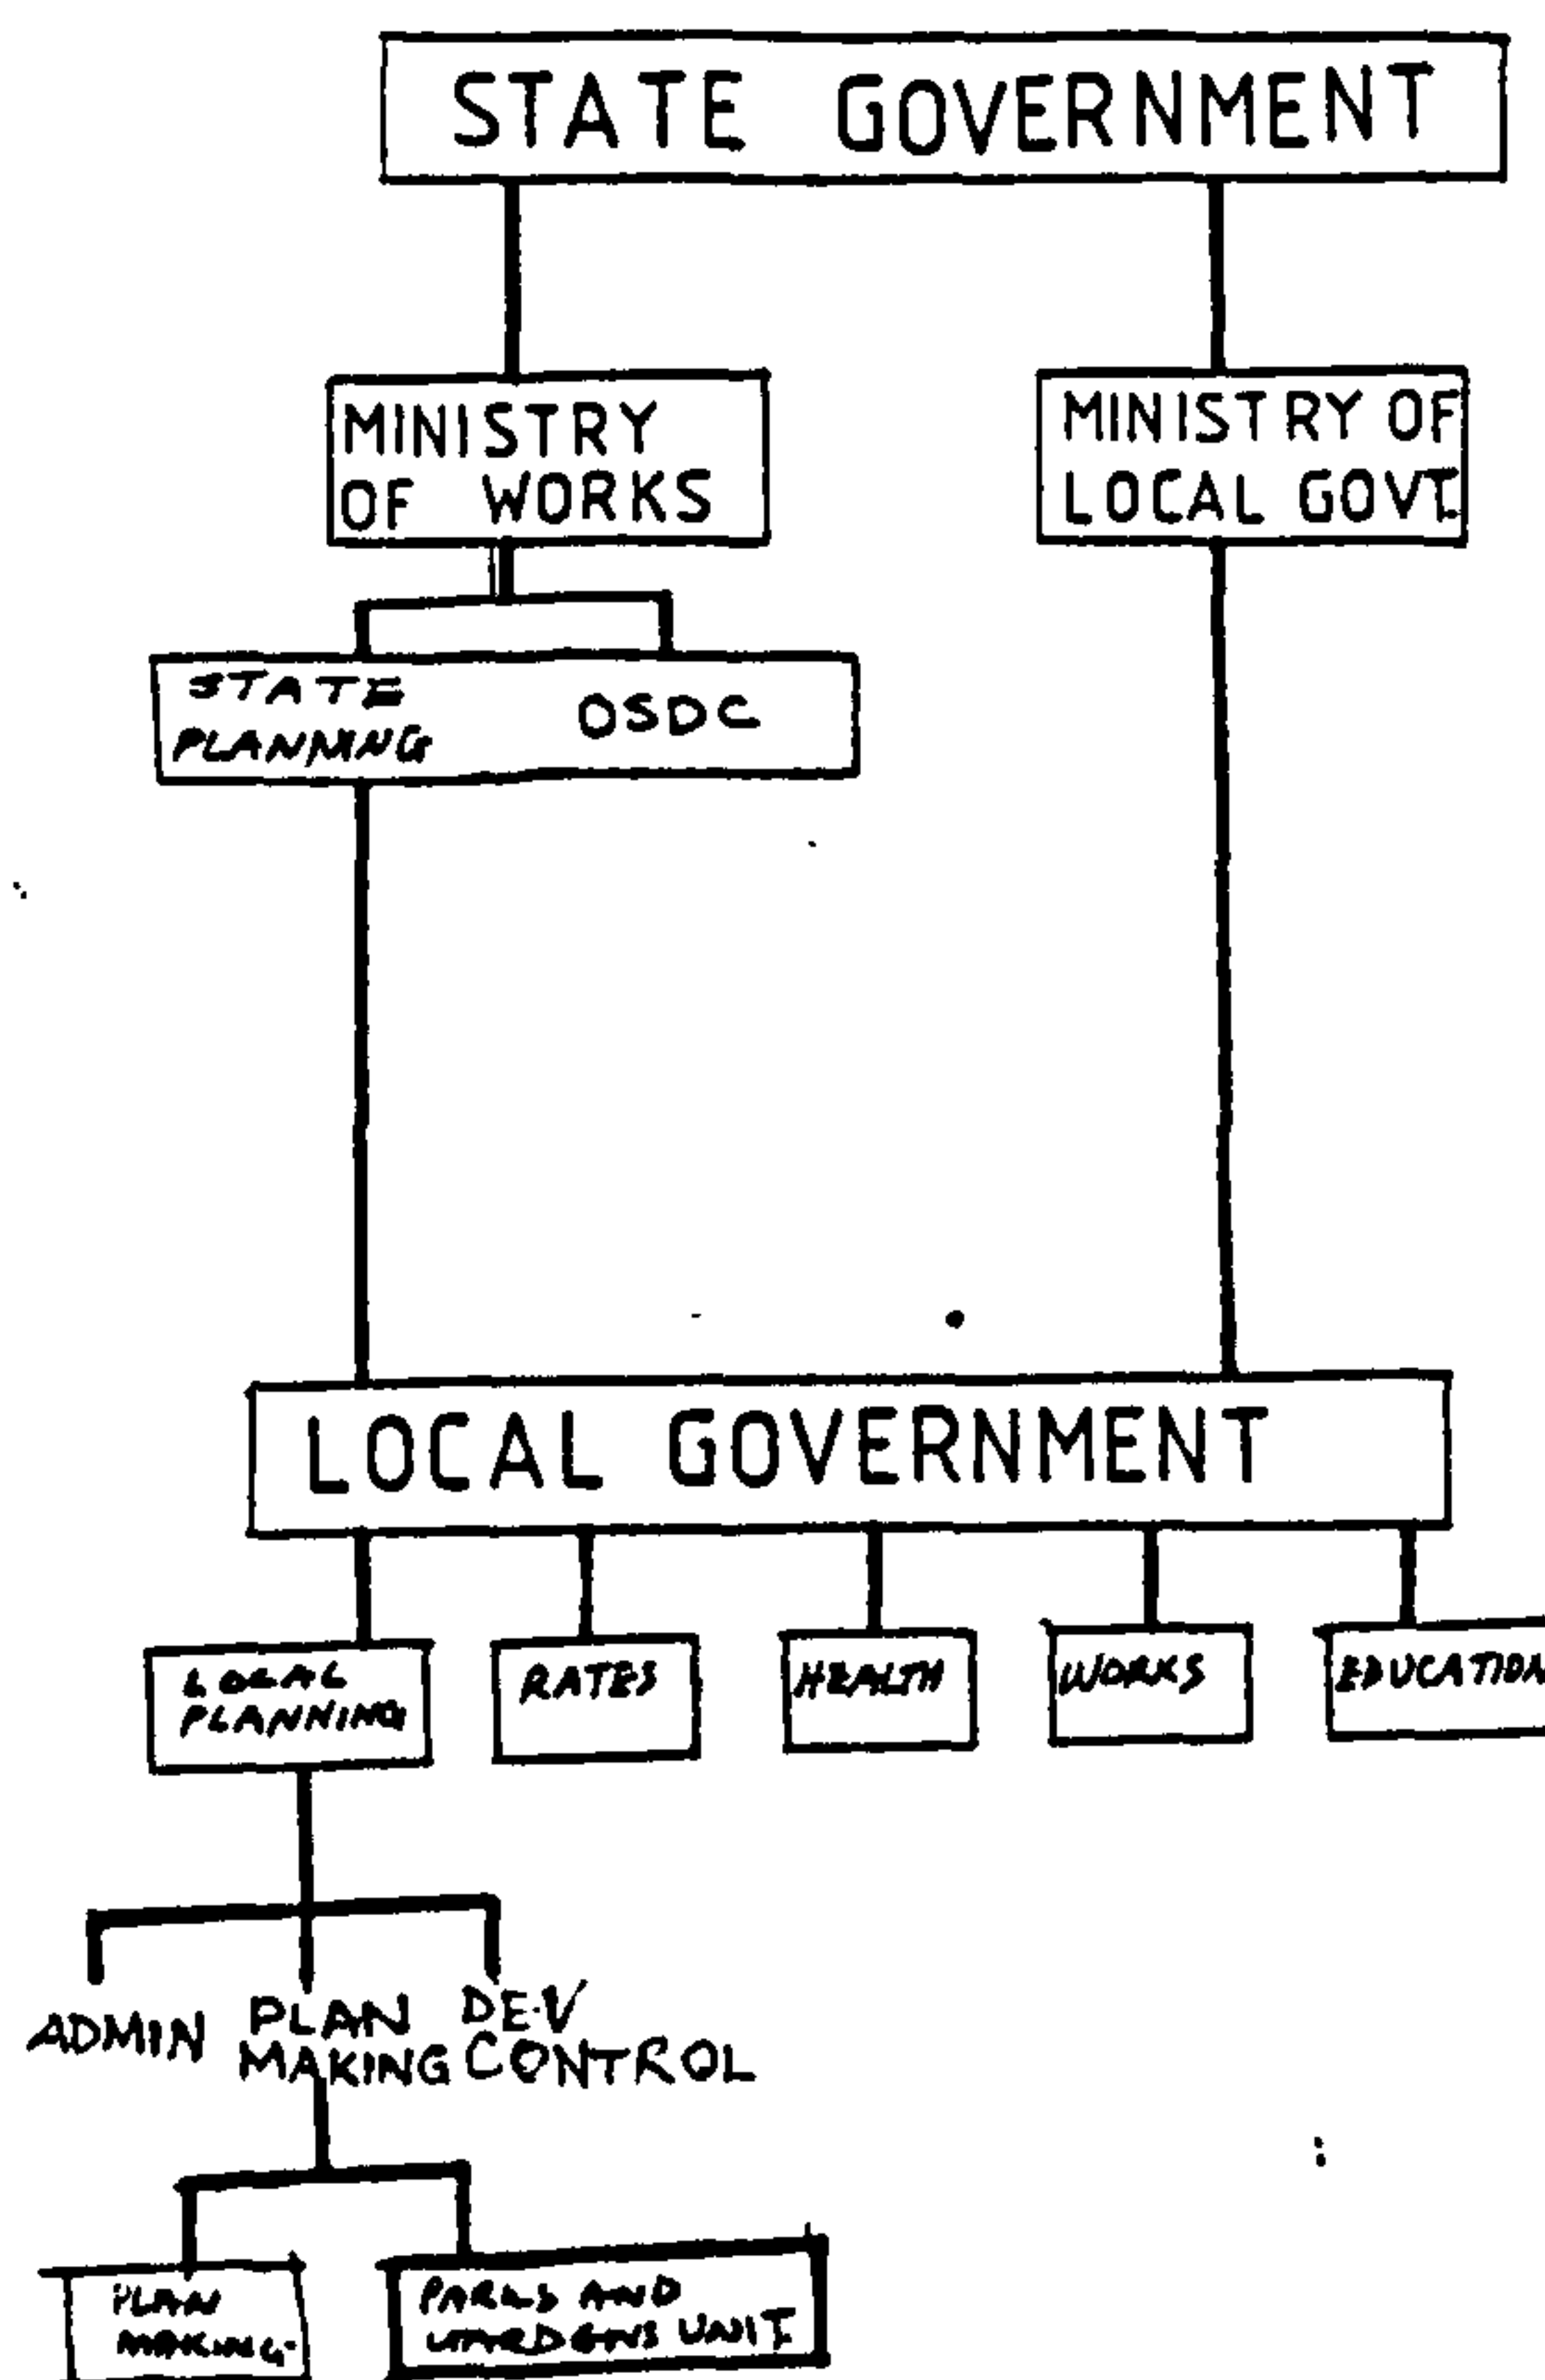 STATE GOVERNMENT
MINISTRY
OF WORKS
MINISTRY OF
LOCAL GOVT.
STATE
PLANNING
OSDC
LOCAL GOVERNMENT
LOCAL
PLANNING
RATES
HEALTH
WORKS
EDUCATION
ADMIN
PLAN
MAKING
DEV
CONTROL
PLAN
MAKING
PARKS AND
GARDENS UNIT